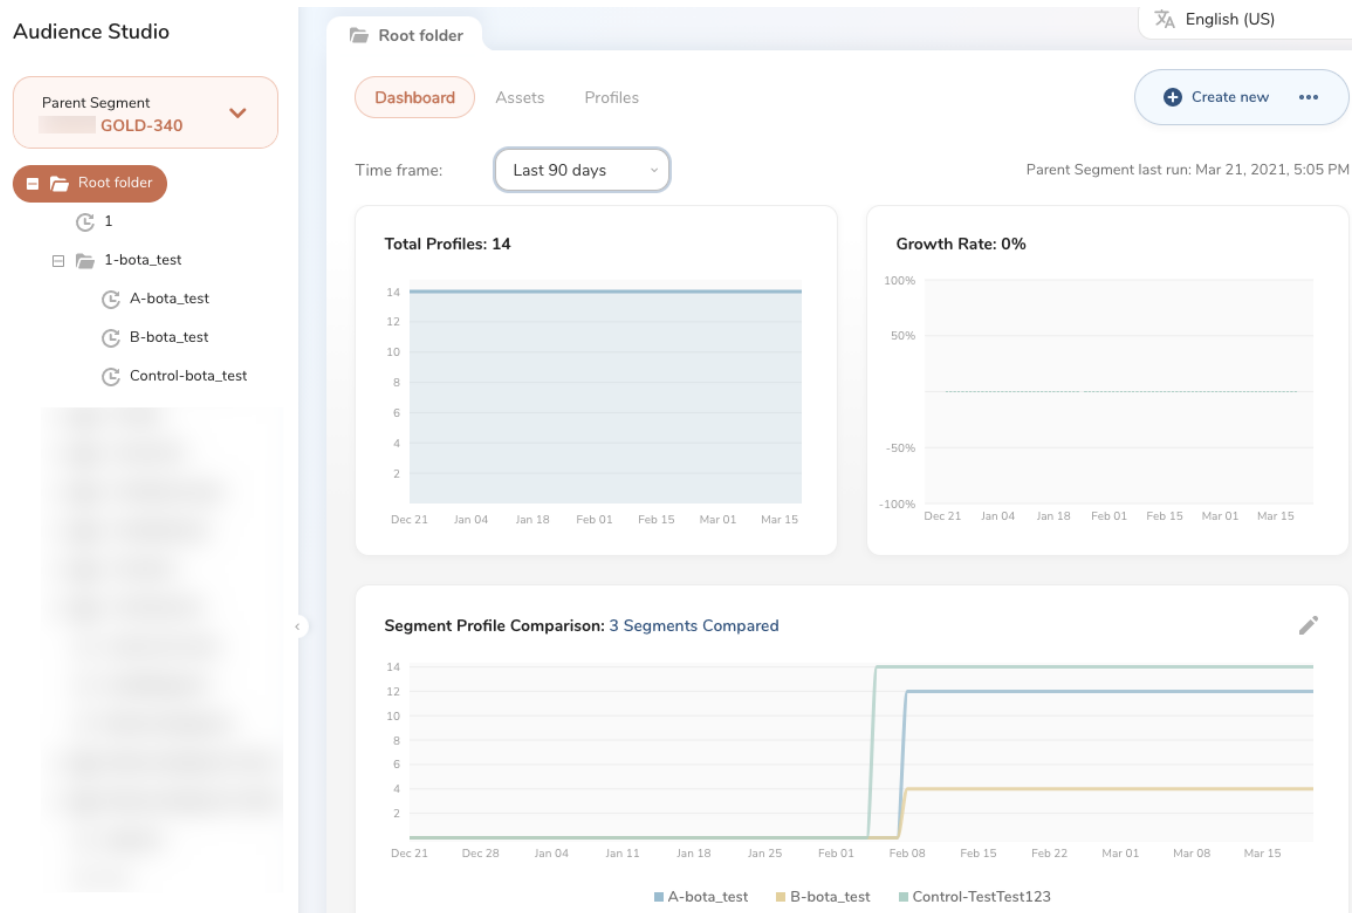 Audience Studio
Parent Segment
GOLD-340
Root folder
1
1-bota_test
A-bota_test
B-bota_test
Control-bota_test
Root folder
English (US)
Dashboard
Assets
Profiles
Create new
Time frame:
Last 90 days
Parent Segment last run: Mar 21, 2021, 5:05 PM
Total Profiles: 14
14
12
10
8
6
4
2
Dec 21 Jan 04 Jan 18 Feb 01 Feb 15 Mar 01 Mar 15
Growth Rate: 0%
100%
50%
-50%
-100%
Dec 21 Jan 04 Jan 18 Feb 01 Feb 15 Mar 01 Mar 15
Segment Profile Comparison: 3 Segments Compared
14
12
10
8
6
4
2
Dec 21 Dec 28 Jan 04 Jan 11 Jan 18 Jan 25 Feb 01 Feb 08 Feb 15 Feb 22 Mar 01 Mar 08 Mar 15
A-bota_test B-bota_test Control-TestTest123